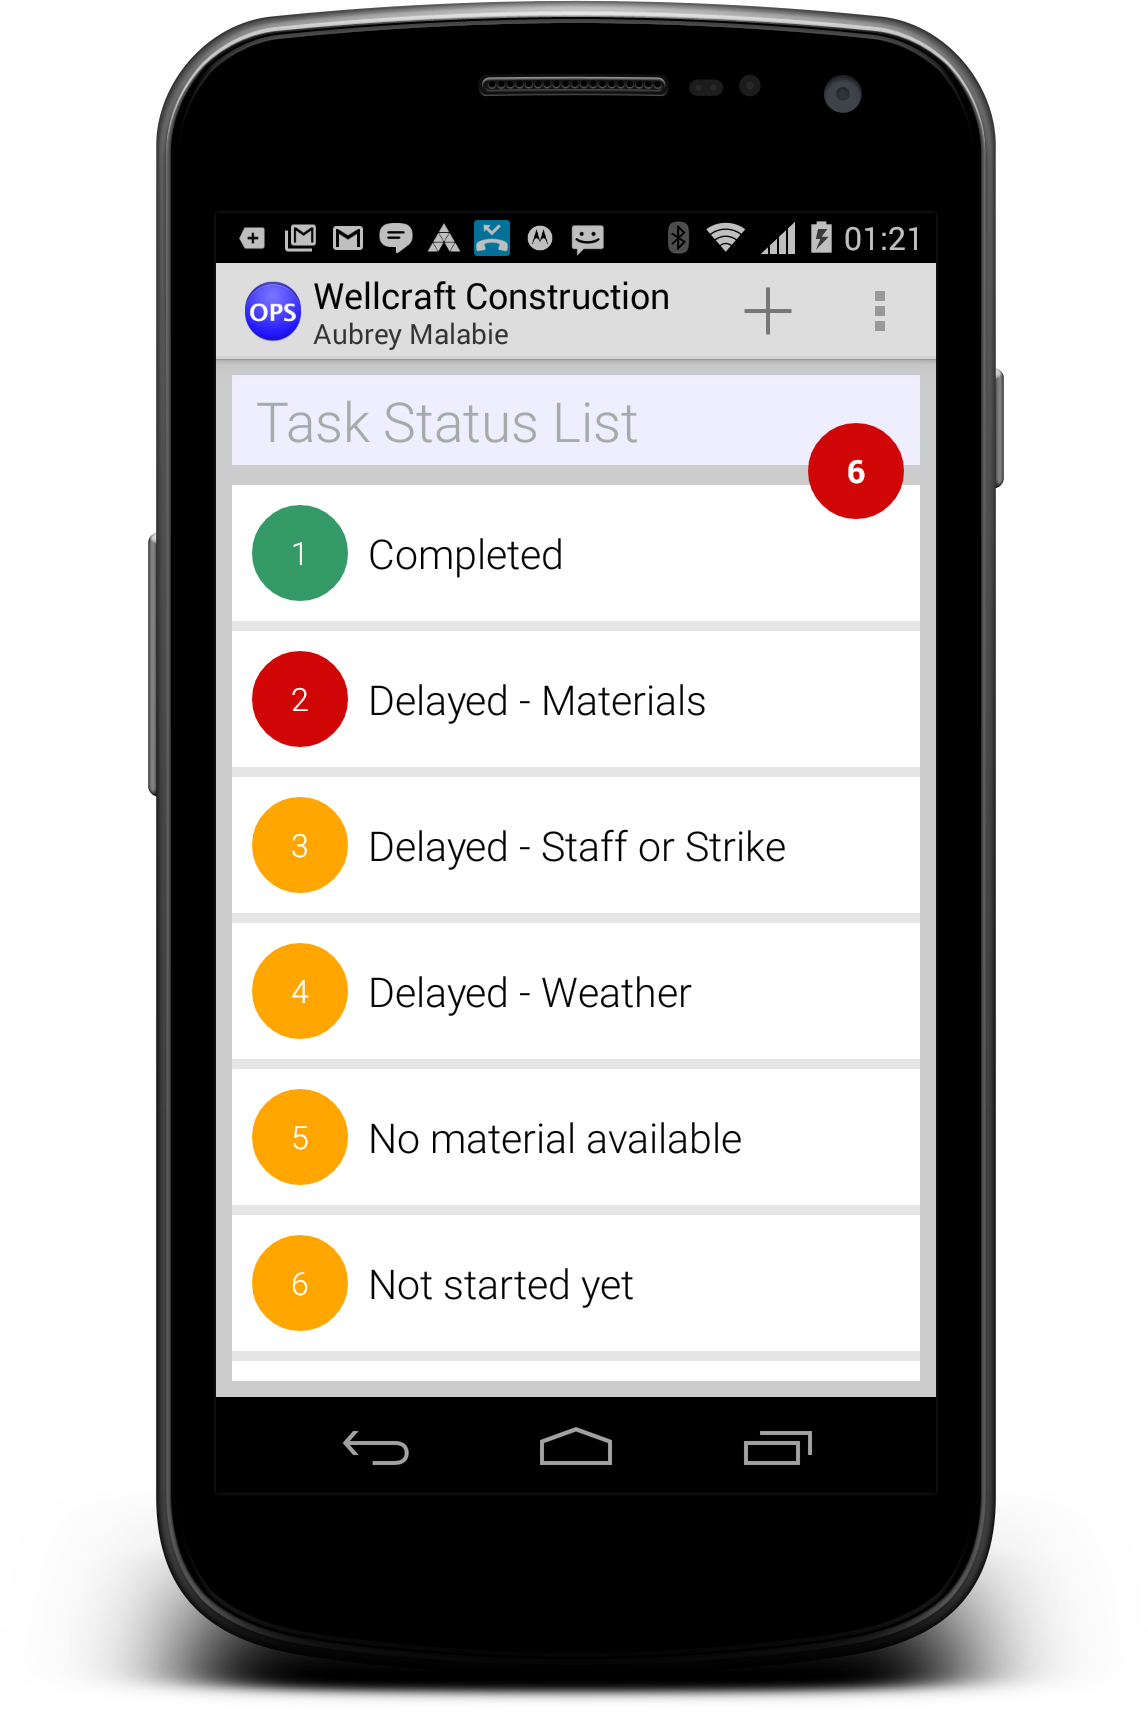 01:21
OPS
Wellcraft Construction
Aubrey Malabie
Task Status List
6
1 Completed
2 Delayed - Materials
3 Delayed - Staff or Strike
4 Delayed - Weather
5 No material available
6 Not started yet